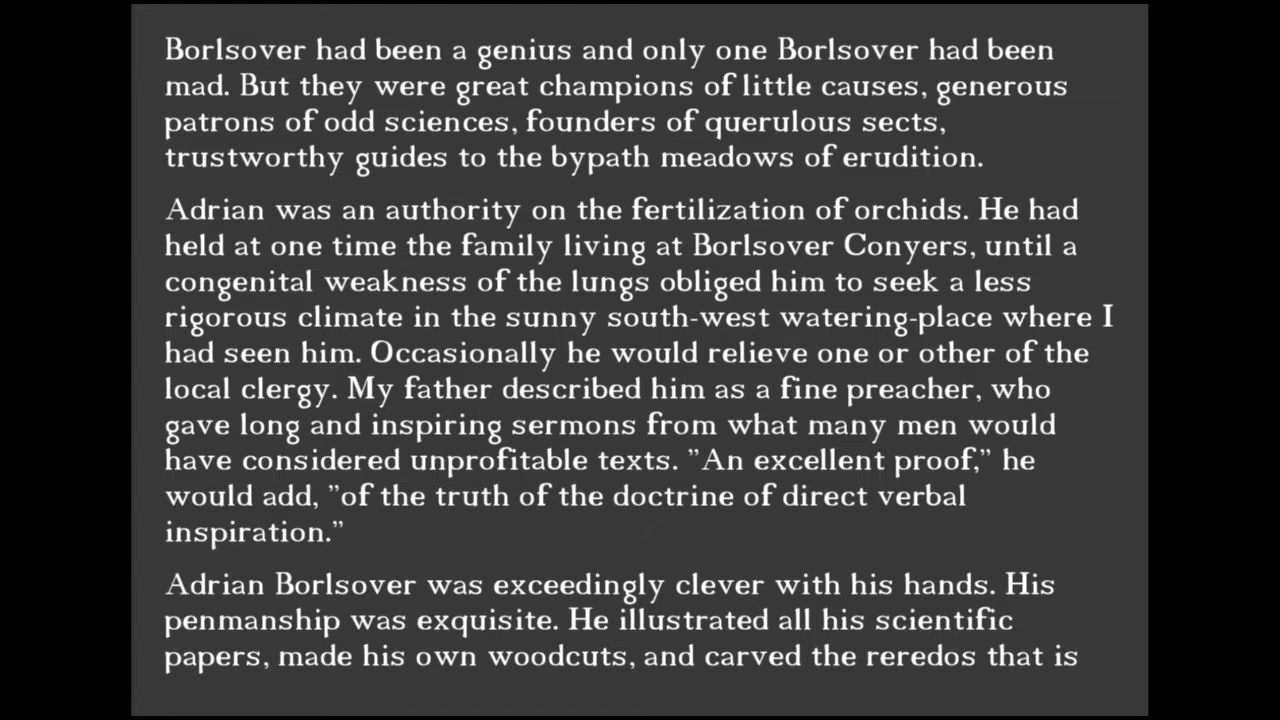 Borlsover had been a genius and only one Borlsover had been
mad. But they were great champions of little causes, generous
patrons of odd sciences, founders of querulous sects,
trustworthy guides to the bypath meadows of erudition.
Adrian was an authority on the fertilization of orchids. He had
held at one time the family living at Borlsover Conyers, until a
congenital weakness of the lungs obliged him to seek a less
rigorous climate in the sunny south-west watering-place where I
had seen him. Occasionally he would relieve one or other of the
local clergy. My father described him as a fine preacher, who
gave long and inspiring sermons from what many men would
have considered unprofitable texts. ”An excellent proof,” he
would add, ”of the truth of the doctrine of direct verbal
inspiration.”
Adrian Borlsover was exceedingly clever with his hands. His
penmanship was exquisite. He illustrated all his scientific
papers, made his own woodcuts, and carved the reredos that is